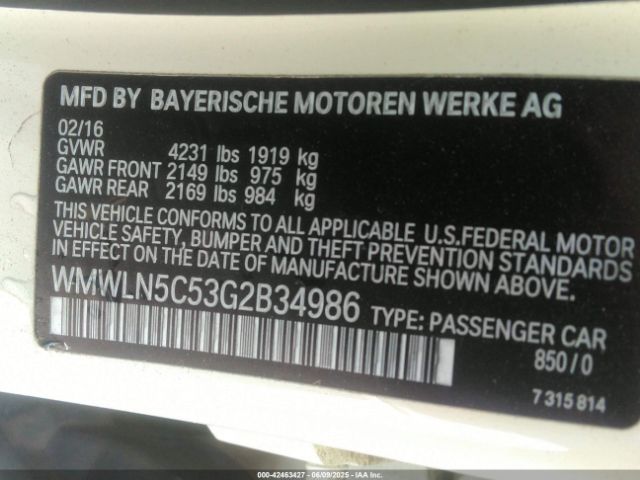 MFD BY BAYERISCHE MOTOREN WERKE AG
02/16
GVWR 4231 lbs 1919 kg
GAWR FRONT 2149 lbs 975 kg
GAWR REAR 2169 lbs 984 kg
THIS VEHICLE CONFORMS TO ALL APPLICABLE U.S.FEDERAL MOTOR
VEHICLE SAFETY, BUMPER AND THEFT PREVENTION STANDARDS
IN EFFECT ON THE DATE OF MANUFACTURE SHOWN ABOVE.
WMWLN5C53G2B34986 TYPE: PASSENGER CAR
850/0
7 315 814
000-42463427 - 06/09/2025 - IAAI.COM